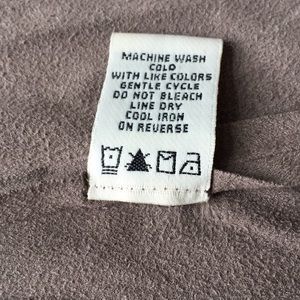 MACHINE WASH
COLD
WITH LIKE COLORS
GENTLE CYCLE
DO NOT BLEACH
LINE DRY
COOL IRON
ON REVERSE